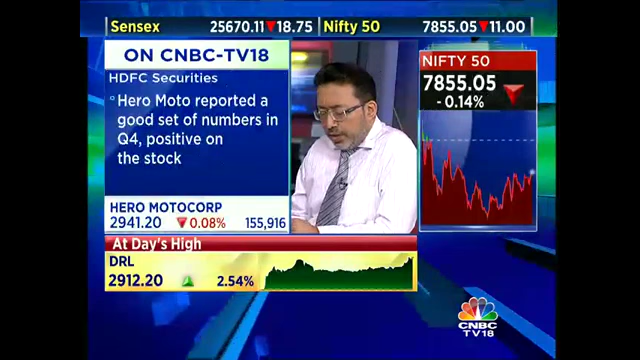 Sensex 25670.11 ▼ 18.75 Nifty 50 7855.05 ▼ 11.00
ON CNBC-TV18
HDFC Securities
Hero Moto reported a
good set of numbers in
Q4, positive on
the stock
HERO MOTOCORP
2941.20 ▼ 0.08% 155,916
At Day's High
DRL
2912.20 ▲ 2.54%
NIFTY 50
7855.05
- 0.14% ▼
CNBC
TV18